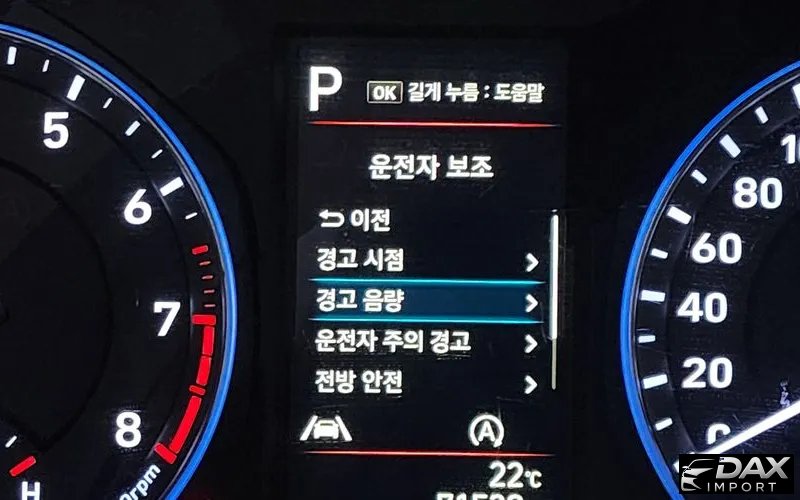 P OK 길게 누름 : 도움말
운전자 보조
이전
경고 시점
경고 음량
운전자 주의 경고
전방 안전
A
22℃
5
6
7
8
H
80
60
40
20
0
DAX
IMPORT